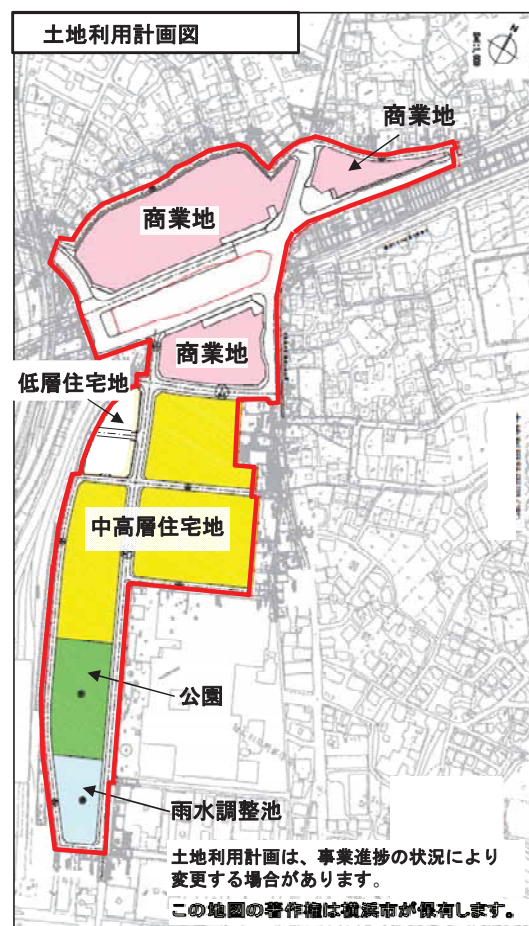 土地利用計画図
N
商業地
商業地
商業地
低層住宅地
中高層住宅地
公園
雨水調整池
土地利用計画は、事業進捗の状況により
変更する場合があります。
この地図の著作権は横浜市が保有します。